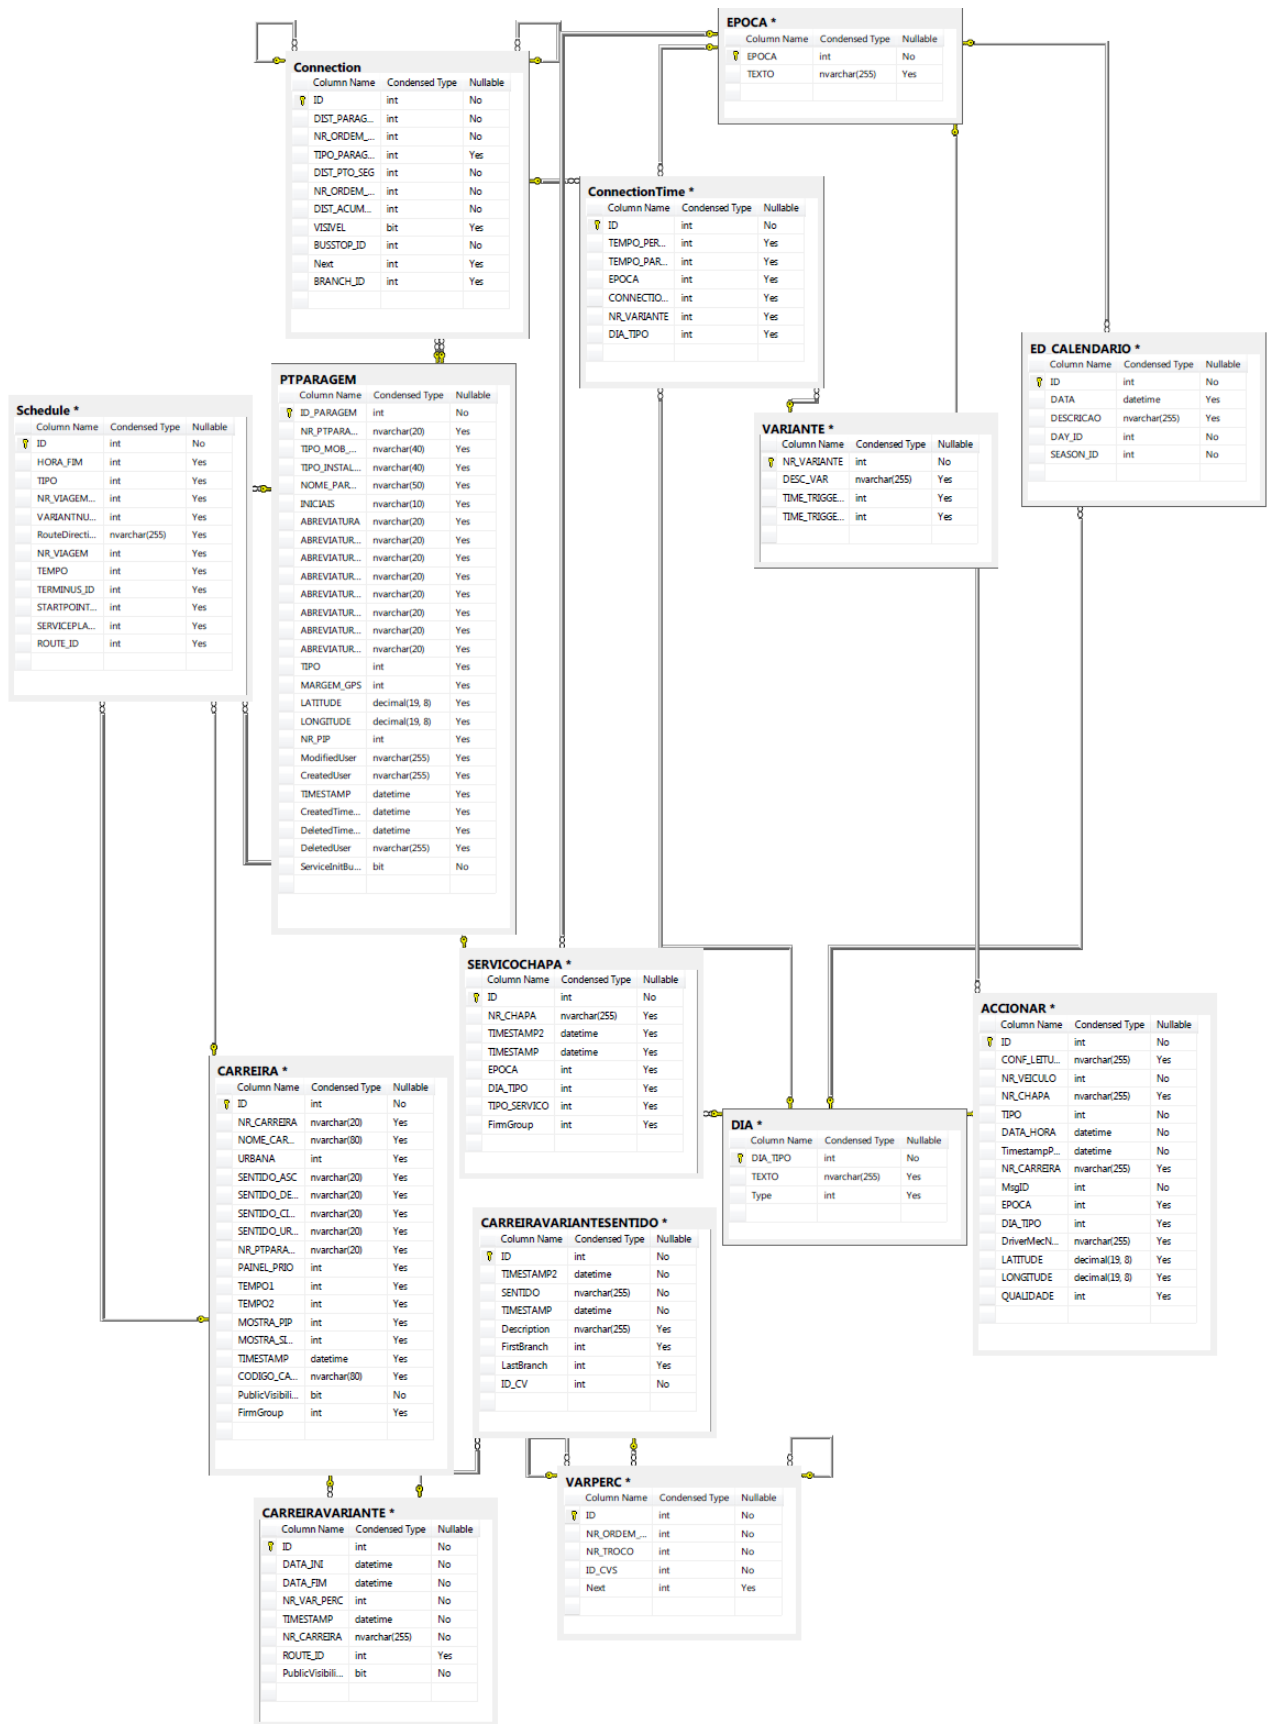 EPOCA *
Column Name Condensed Type Nullable
EPOCA int No
TEXTO nvarchar(255) Yes
Connection
Column Name Condensed Type Nullable
ID int No
DIST_PARAG... int No
NR_ORDEM_... int No
TIPO_PARAG... int Yes
DIST_PTO_SEG int No
NR_ORDEM_... int No
DIST_ACUM... int No
VISIVEL bit Yes
BUSSTOP_ID int No
Next int Yes
BRANCH_ID int Yes
ConnectionTime *
Column Name Condensed Type Nullable
ID int No
TEMPO_PER... int Yes
TEMPO_PAR... int Yes
EPOCA int Yes
CONNECTIO... int Yes
NR_VARIANTE int Yes
DIA_TIPO int Yes
ED_CALENDARIO *
Column Name Condensed Type Nullable
ID int No
DATA datetime Yes
DESCRICAO nvarchar(255) Yes
DAY_ID int No
SEASON_ID int No
PTPARAGEM
Column Name Condensed Type Nullable
ID_PARAGEM int No
NR_PTPARA... nvarchar(20) Yes
TIPO_MOB_... nvarchar(40) Yes
TIPO_INSTAL... nvarchar(40) Yes
NOME_PAR... nvarchar(50) Yes
INICIAIS nvarchar(10) Yes
ABREVIATURA nvarchar(20) Yes
ABREVIATUR... nvarchar(20) Yes
ABREVIATUR... nvarchar(20) Yes
ABREVIATUR... nvarchar(20) Yes
ABREVIATUR... nvarchar(20) Yes
ABREVIATUR... nvarchar(20) Yes
ABREVIATUR... nvarchar(20) Yes
ABREVIATUR... nvarchar(20) Yes
TIPO int Yes
MARGEM_GPS int Yes
LATITUDE decimal(19, 8) Yes
LONGITUDE decimal(19, 8) Yes
NR_PIP int Yes
ModifiedUser nvarchar(255) Yes
CreatedUser nvarchar(255) Yes
TIMESTAMP datetime Yes
CreatedTime... datetime Yes
DeletedTime... datetime Yes
DeletedUser nvarchar(255) Yes
ServiceInitBu... bit No
Schedule *
Column Name Condensed Type Nullable
ID int No
HORA_FIM int Yes
TIPO int Yes
NR_VIAGEM... int Yes
VARIANTNU... int Yes
RouteDirecti... nvarchar(255) Yes
NR_VIAGEM int Yes
TEMPO int Yes
TERMINUS_ID int Yes
STARTPOINT... int Yes
SERVICEPLA... int Yes
ROUTE_ID int Yes
VARIANTE *
Column Name Condensed Type Nullable
NR_VARIANTE int No
DESC_VAR nvarchar(255) Yes
TIME_TRIGGE... int Yes
TIME_TRIGGE... int Yes
SERVICOCHAPA *
Column Name Condensed Type Nullable
ID int No
NR_CHAPA nvarchar(255) Yes
TIMESTAMP2 datetime Yes
TIMESTAMP datetime Yes
EPOCA int Yes
DIA_TIPO int Yes
TIPO_SERVICO int Yes
FirmGroup int Yes
ACCIONAR *
Column Name Condensed Type Nullable
ID int No
CONF_LEITU... nvarchar(255) Yes
NR_VEICULO int No
NR_CHAPA nvarchar(255) Yes
TIPO int No
DATA_HORA datetime No
TimestampP... datetime No
NR_CARREIRA nvarchar(255) Yes
MsgID int No
EPOCA int Yes
DIA_TIPO int Yes
DriverMecN... nvarchar(255) Yes
LATITUDE decimal(19, 8) Yes
LONGITUDE decimal(19, 8) Yes
QUALIDADE int Yes
CARREIRA *
Column Name Condensed Type Nullable
ID int No
NR_CARREIRA nvarchar(20) Yes
NOME_CAR... nvarchar(80) Yes
URBANA int Yes
SENTIDO_ASC nvarchar(20) Yes
SENTIDO_DE... nvarchar(20) Yes
SENTIDO_CI... nvarchar(20) Yes
SENTIDO_UR... nvarchar(20) Yes
NR_PTPARA... nvarchar(20) Yes
PAINEL_PRIO int Yes
TEMPO1 int Yes
TEMPO2 int Yes
MOSTRA_PIP int Yes
MOSTRA_SI... int Yes
TIMESTAMP datetime Yes
CODIGO_CA... nvarchar(80) Yes
PublicVisibili... bit No
FirmGroup int Yes
DIA *
Column Name Condensed Type Nullable
DIA_TIPO int No
TEXTO nvarchar(255) Yes
Type int Yes
CARREIRAVARIANTESENTIDO *
Column Name Condensed Type Nullable
ID int No
TIMESTAMP2 datetime No
SENTIDO nvarchar(255) No
TIMESTAMP datetime No
Description nvarchar(255) Yes
FirstBranch int Yes
LastBranch int Yes
ID_CV int No
VARPERC *
Column Name Condensed Type Nullable
ID int No
NR_ORDEM_... int No
NR_TROCO int No
ID_CVS int No
Next int Yes
CARREIRAVARIANTE *
Column Name Condensed Type Nullable
ID int No
DATA_INI datetime No
DATA_FIM datetime No
NR_VAR_PERC int No
TIMESTAMP datetime No
NR_CARREIRA nvarchar(255) No
ROUTE_ID int Yes
PublicVisibili... bit No